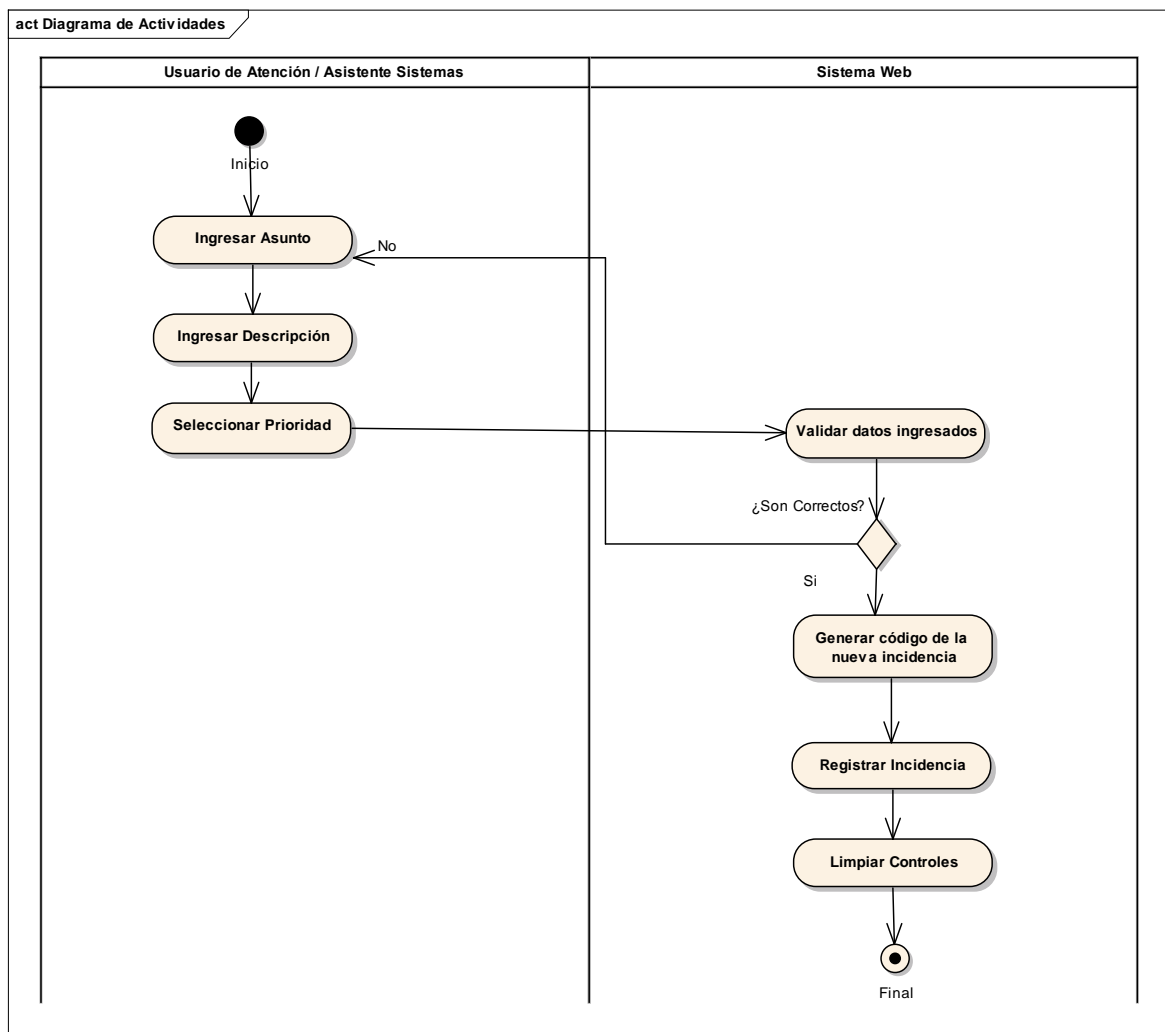 act Diagrama de Actividades
Usuario de Atención / Asistente Sistemas
Sistema Web
Inicio
Ingresar Asunto
No
Ingresar Descripción
Seleccionar Prioridad
Validar datos ingresados
¿Son Correctos?
Si
Generar código de la
nueva incidencia
Registrar Incidencia
Limpiar Controles
Final